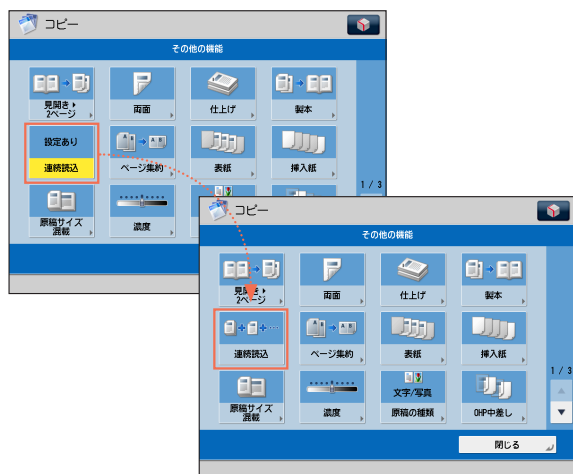 コピー
その他の機能
見開き
2ページ
両面
仕上げ
製本
設定あり
連続読込
ページ集約
表紙
挿入紙
1 / 3
原稿サイズ
混載
濃度
コピー
その他の機能
見開き
2ページ
両面
仕上げ
製本
連続読込
ページ集約
表紙
挿入紙
1 / 3
原稿サイズ
混載
濃度
文字/写真
原稿の種類
OHP中差し
閉じる